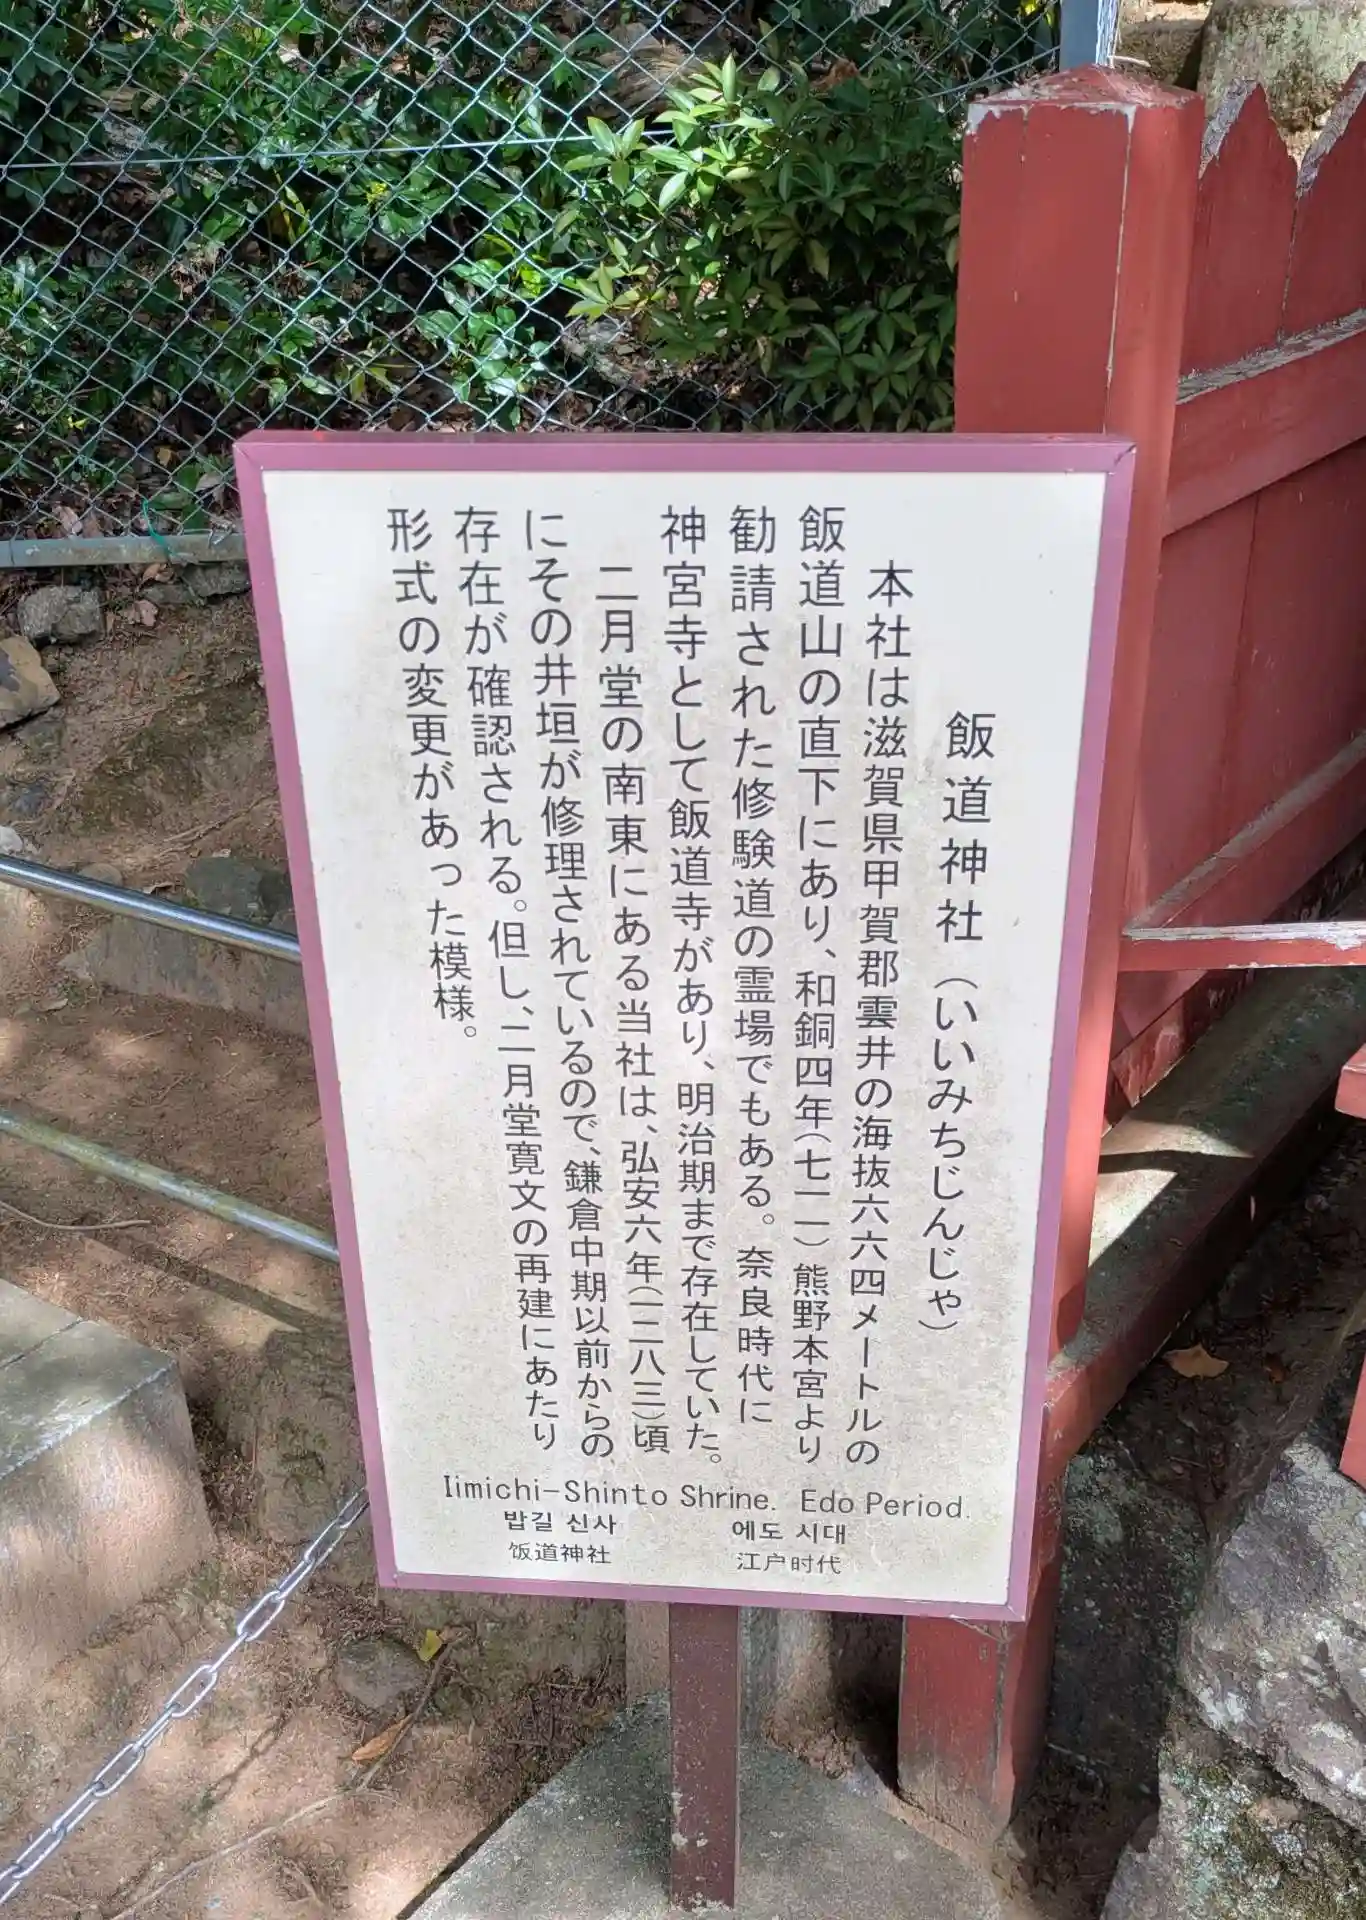 飯道神社（いいみちじんじゃ）
本社は滋賀県甲賀郡雲井の海抜六六四メートルの
飯道山の直下にあり、和銅四年（七一一）熊野本宮より
勧請された修験道の霊場でもある。奈良時代に
神宮寺として飯道寺があり、明治期まで存在していた。
二月堂の南東にある当社は、弘安六年（一二八三）頃
にその井垣が修理されているので、鎌倉中期以前からの
存在が確認される。但し、二月堂寛文の再建にあたり
形式の変更があった模様。
Iimichi-Shinto Shrine. Edo Period.
밥길 신사 에도 시대
饭道神社 江户时代